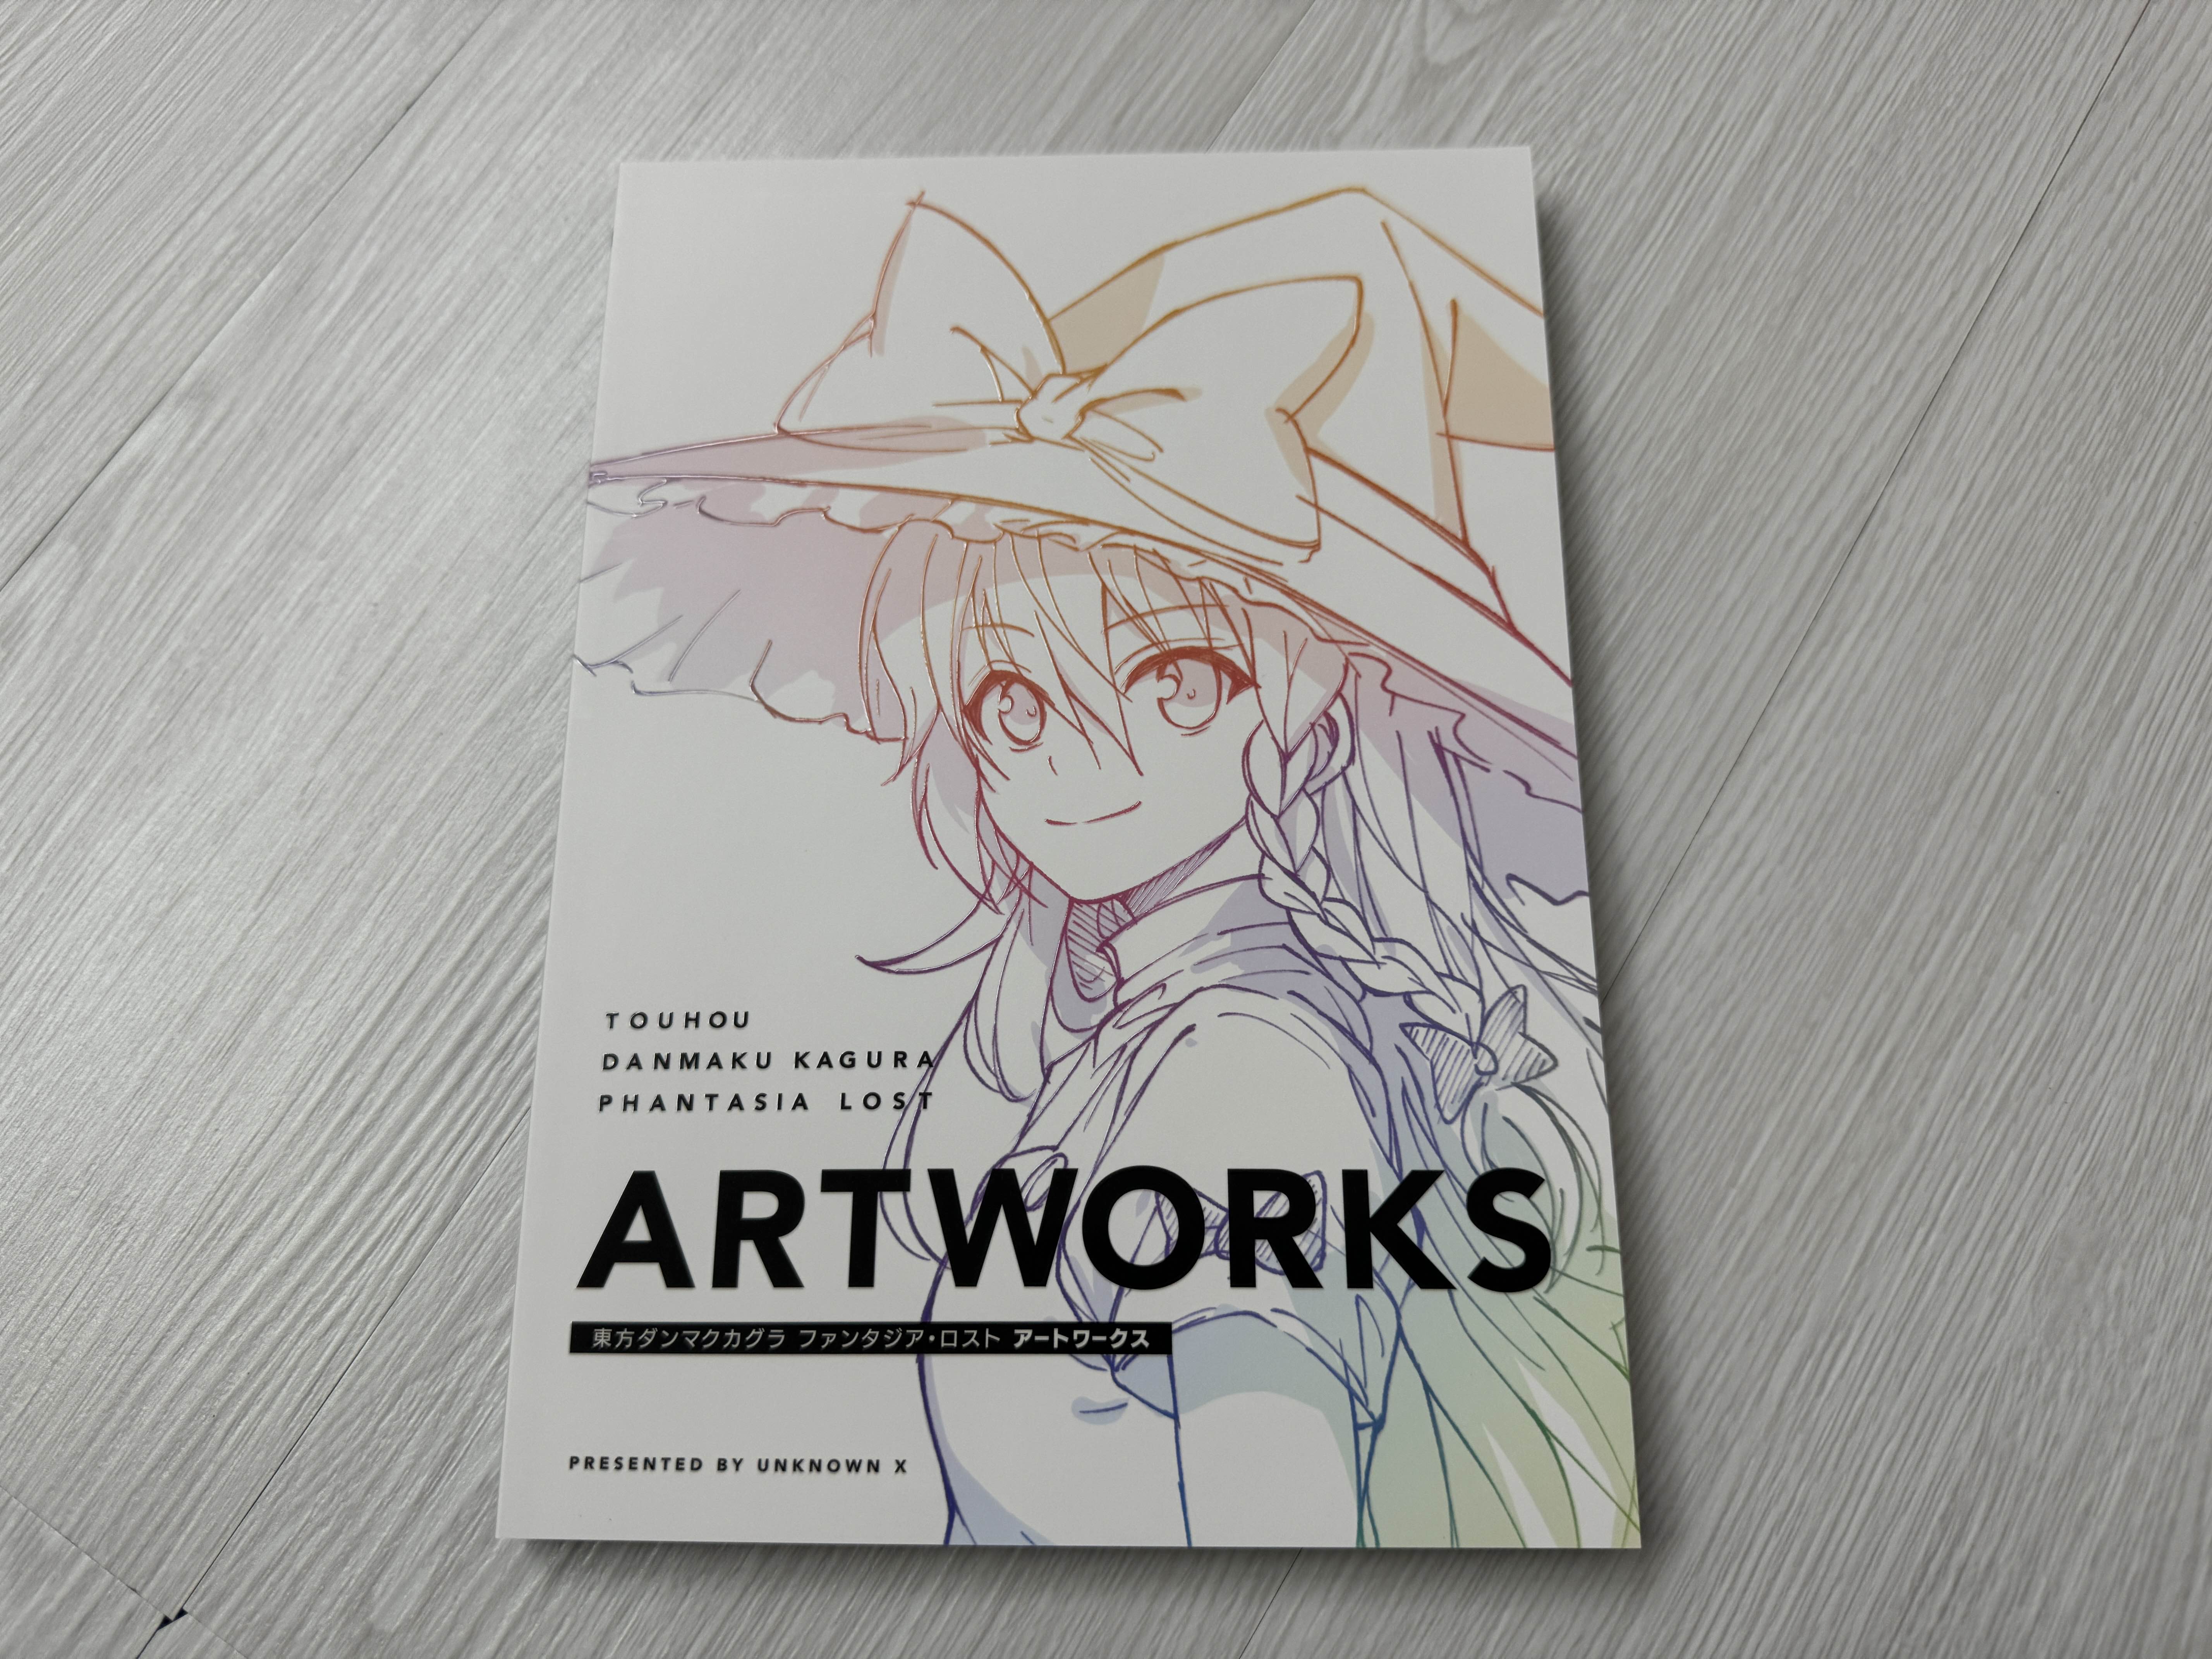 TOUHOU
DANMAKU KAGURA
PHANTASIA LOST
ARTWORKS
東方ダンマクカグラ ファンタジア・ロスト アートワークス
PRESENTED BY UNKNOWN X